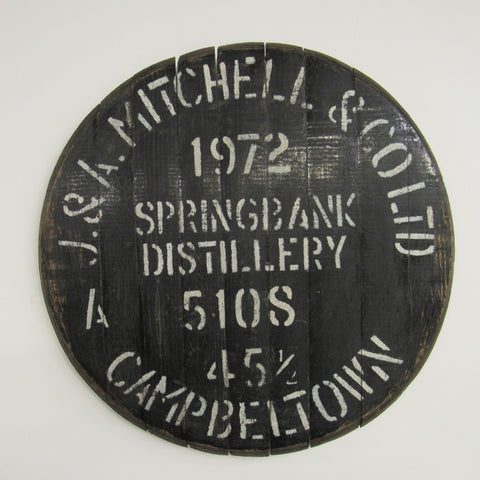 J. & A. MITCHELL & CO LTD
1972
SPRINGBANK
DISTILLERY
A 510S
45½
CAMPBELTOWN